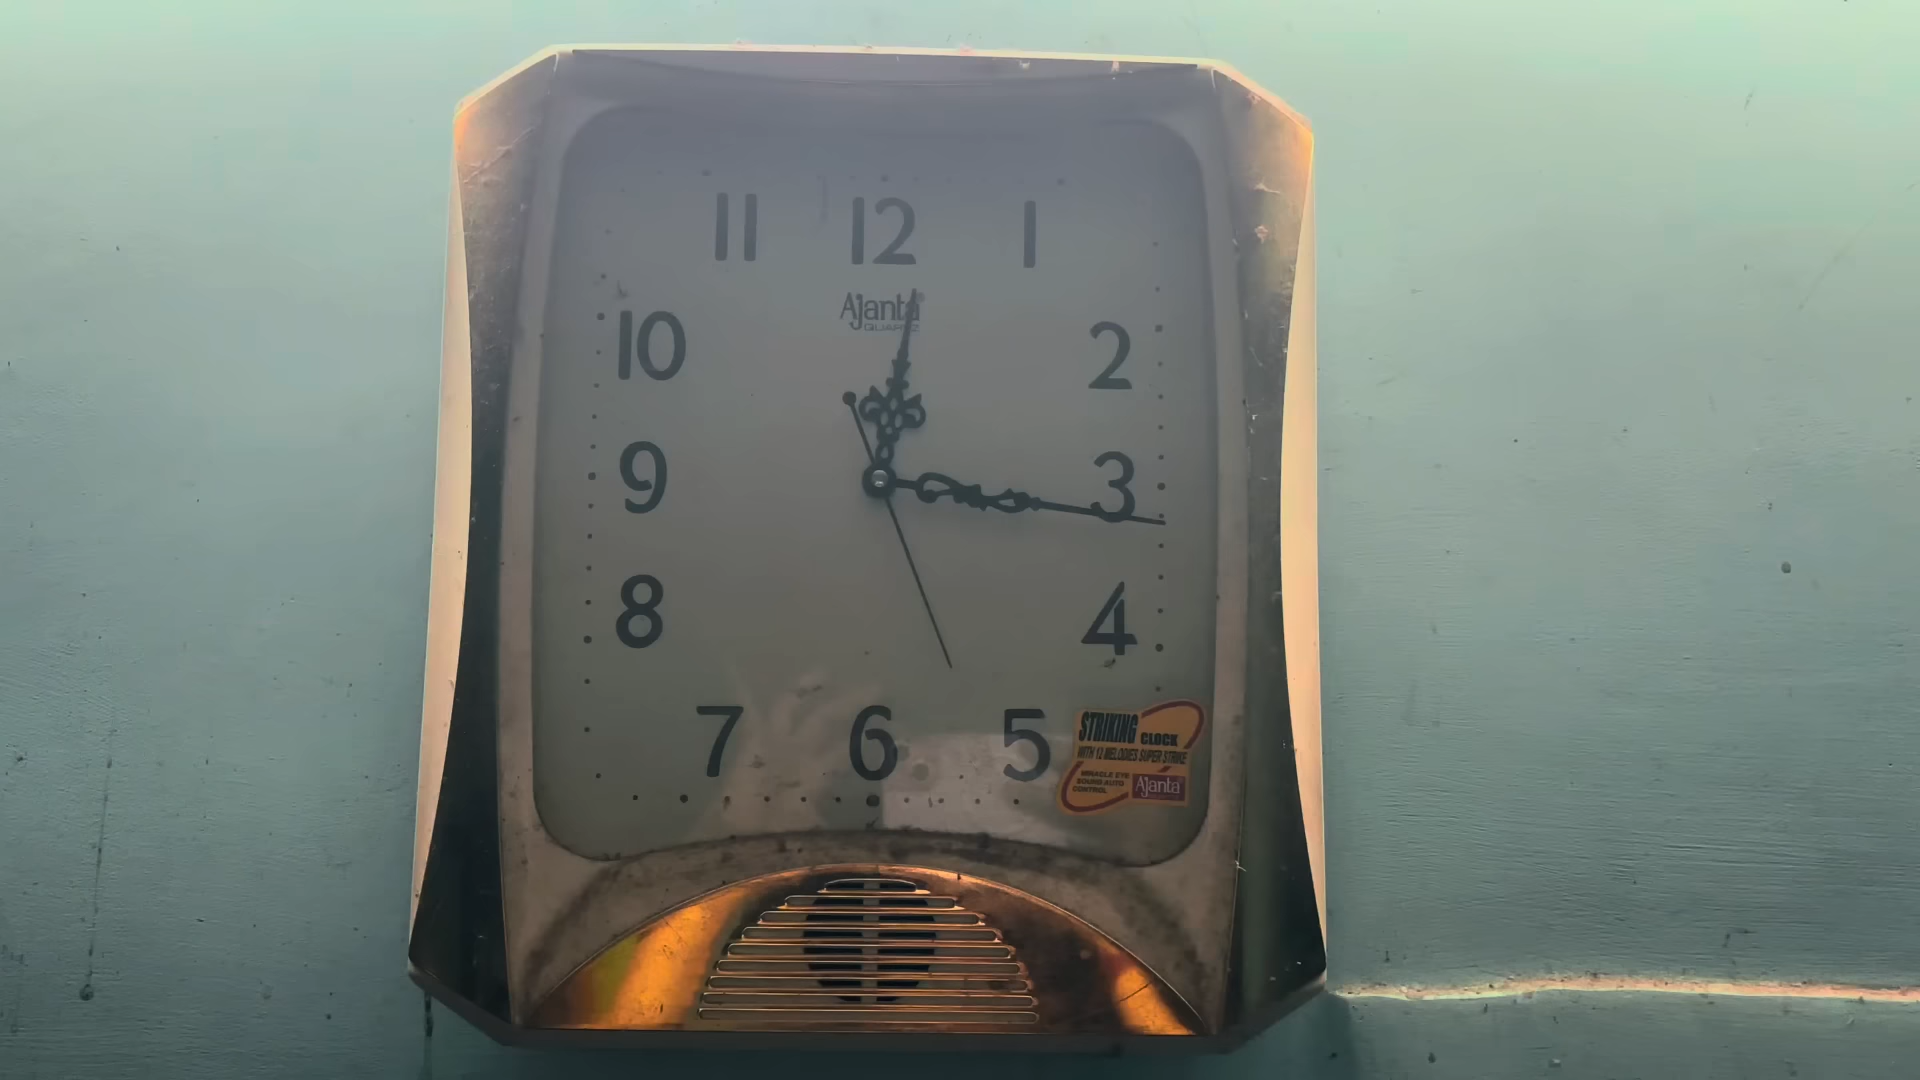 11 12 1
Ajanta
QUARTZ
10 2
9 3
8 4
7 6 5
STRIKING CLOCK
WITH 12 MELODIES SUPER STRIKE
MIRACLE EYE
SOUND AUTO
CONTROL
Ajanta